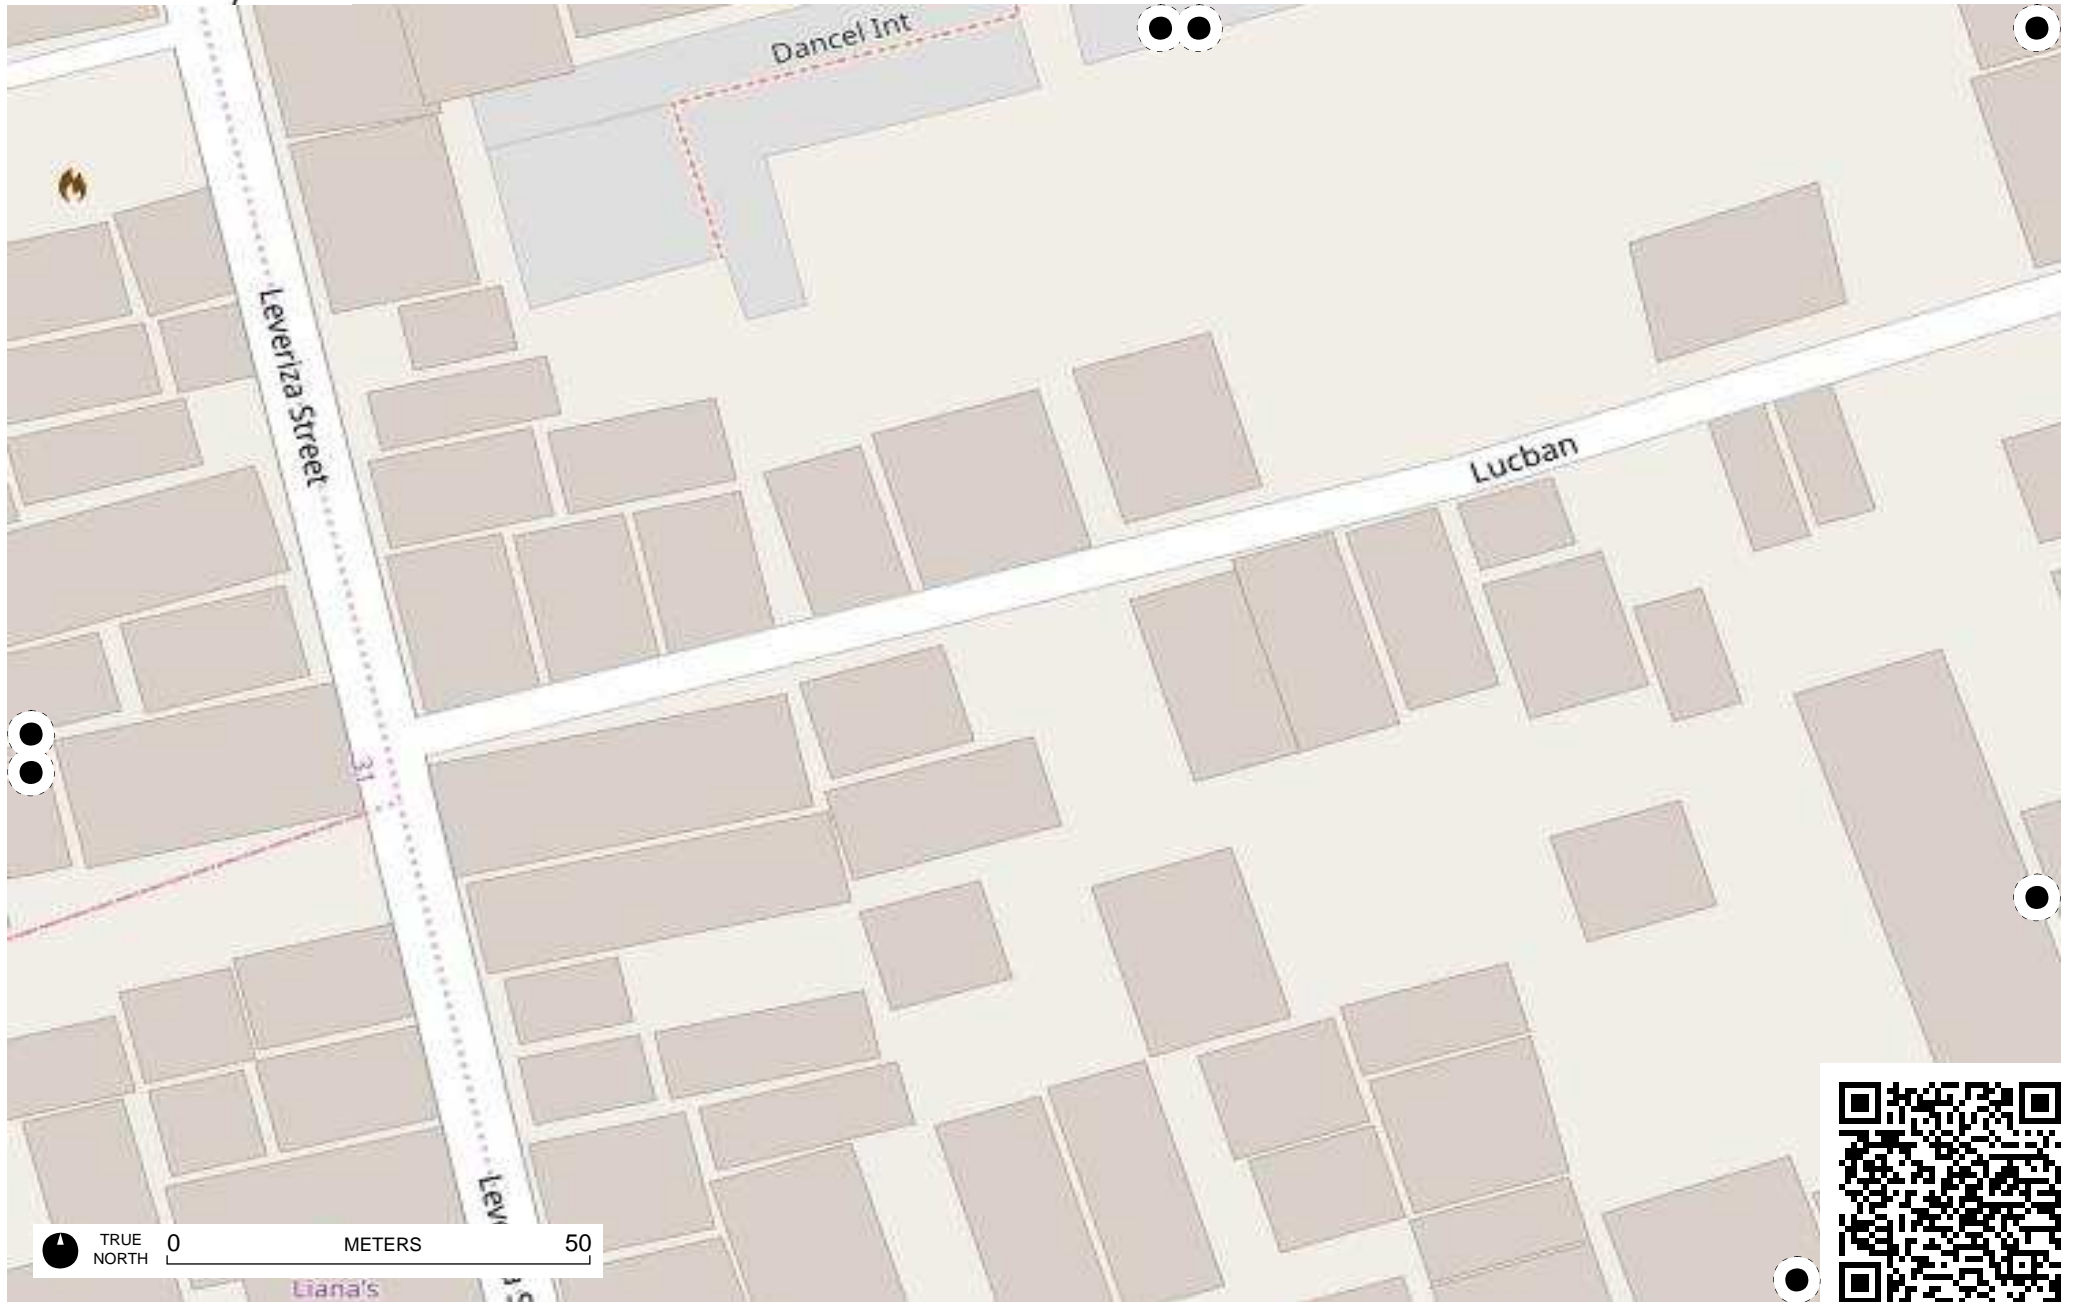 Dancel Int
Leveriza Street
Lucban
31
TRUE
NORTH
0
METERS
50
Liana's